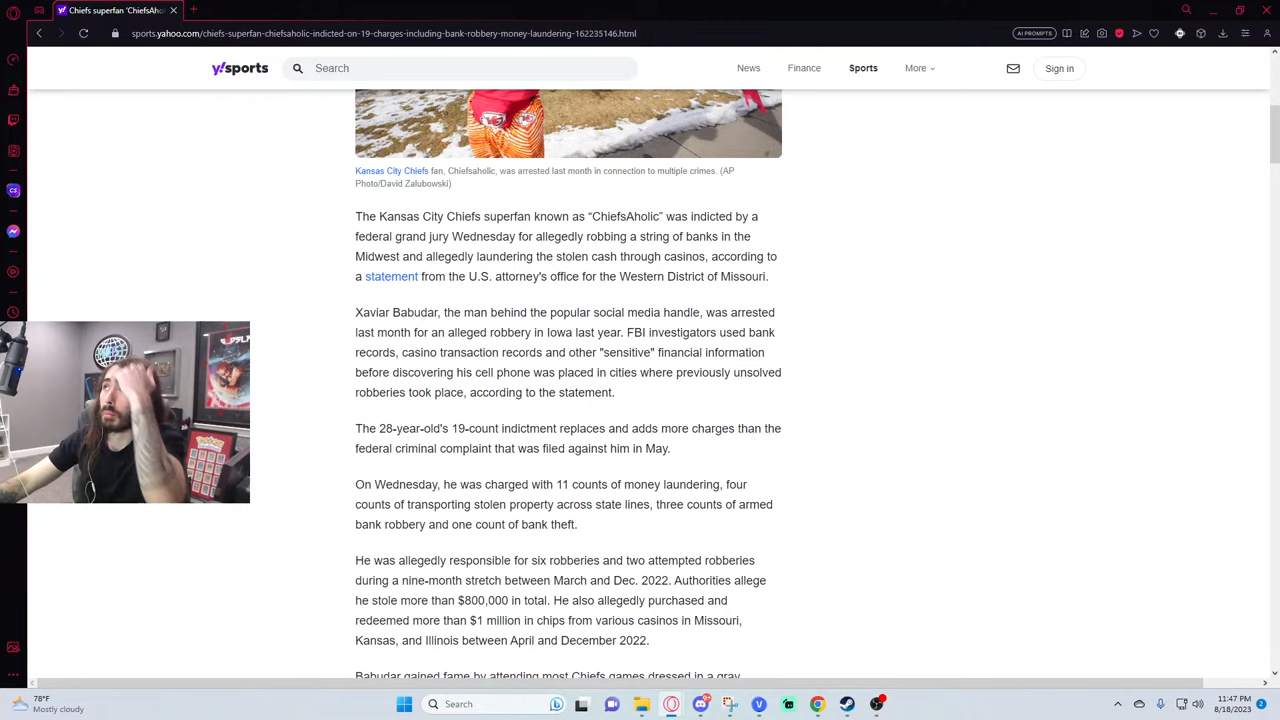 Chiefs superfan 'ChiefsAho
sports.yahoo.com/chiefs-superfan-chiefsaholic-indicted-on-19-charges-including-bank-robbery-money-laundering-162235146.html
AI PROMPTS
y!sports
Search
News
Finance
Sports
More
Sign in
Kansas City Chiefs fan, Chiefsaholic, was arrested last month in connection to multiple crimes. (AP
Photo/David Zalubowski)
The Kansas City Chiefs superfan known as “ChiefsAholic” was indicted by a
federal grand jury Wednesday for allegedly robbing a string of banks in the
Midwest and allegedly laundering the stolen cash through casinos, according to
a statement from the U.S. attorney's office for the Western District of Missouri.
Xaviar Babudar, the man behind the popular social media handle, was arrested
last month for an alleged robbery in Iowa last year. FBI investigators used bank
records, casino transaction records and other "sensitive" financial information
before discovering his cell phone was placed in cities where previously unsolved
robberies took place, according to the statement.
The 28-year-old's 19-count indictment replaces and adds more charges than the
federal criminal complaint that was filed against him in May.
On Wednesday, he was charged with 11 counts of money laundering, four
counts of transporting stolen property across state lines, three counts of armed
bank robbery and one count of bank theft.
He was allegedly responsible for six robberies and two attempted robberies
during a nine-month stretch between March and Dec. 2022. Authorities allege
he stole more than $800,000 in total. He also allegedly purchased and
redeemed more than $1 million in chips from various casinos in Missouri,
Kansas, and Illinois between April and December 2022.
Babudar gained fame by attending most Chiefs games dressed in a gray
78°F
Mostly cloudy
Search
11:47 PM
8/18/2023